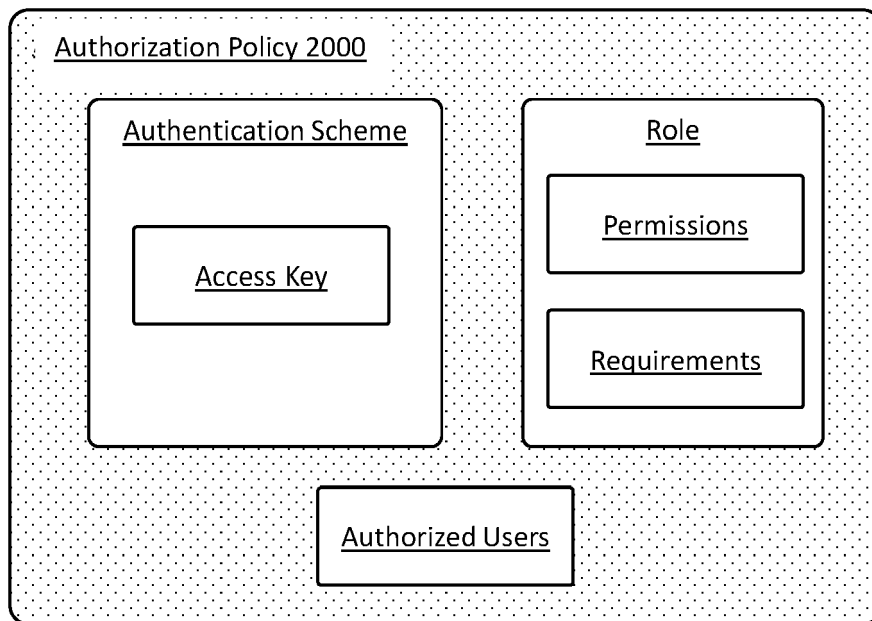 Authorization Policy 2000
Authentication Scheme
Access Key
Role
Permissions
Requirements
Authorized Users